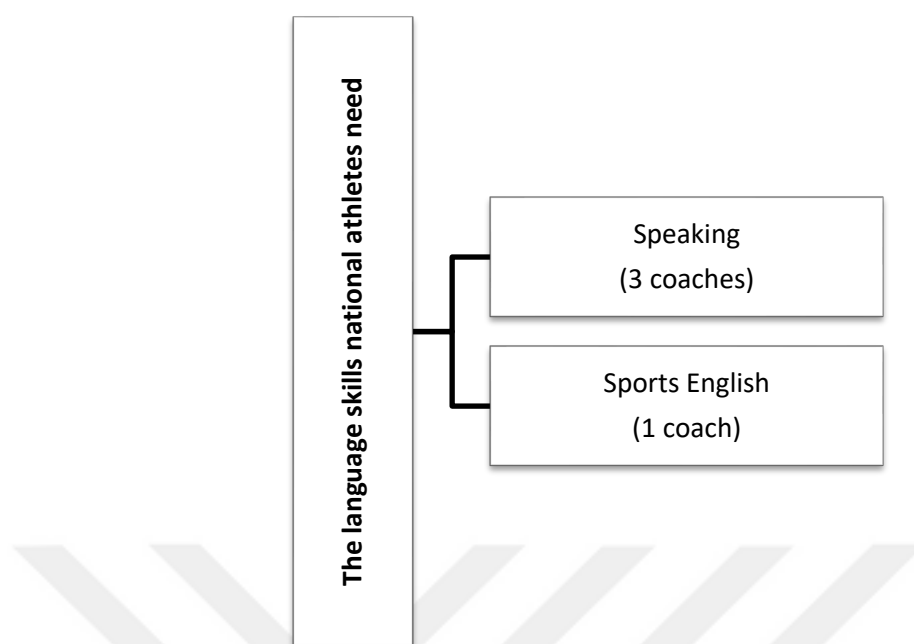 The language skills national athletes need
Speaking
(3 coaches)
Sports English
(1 coach)